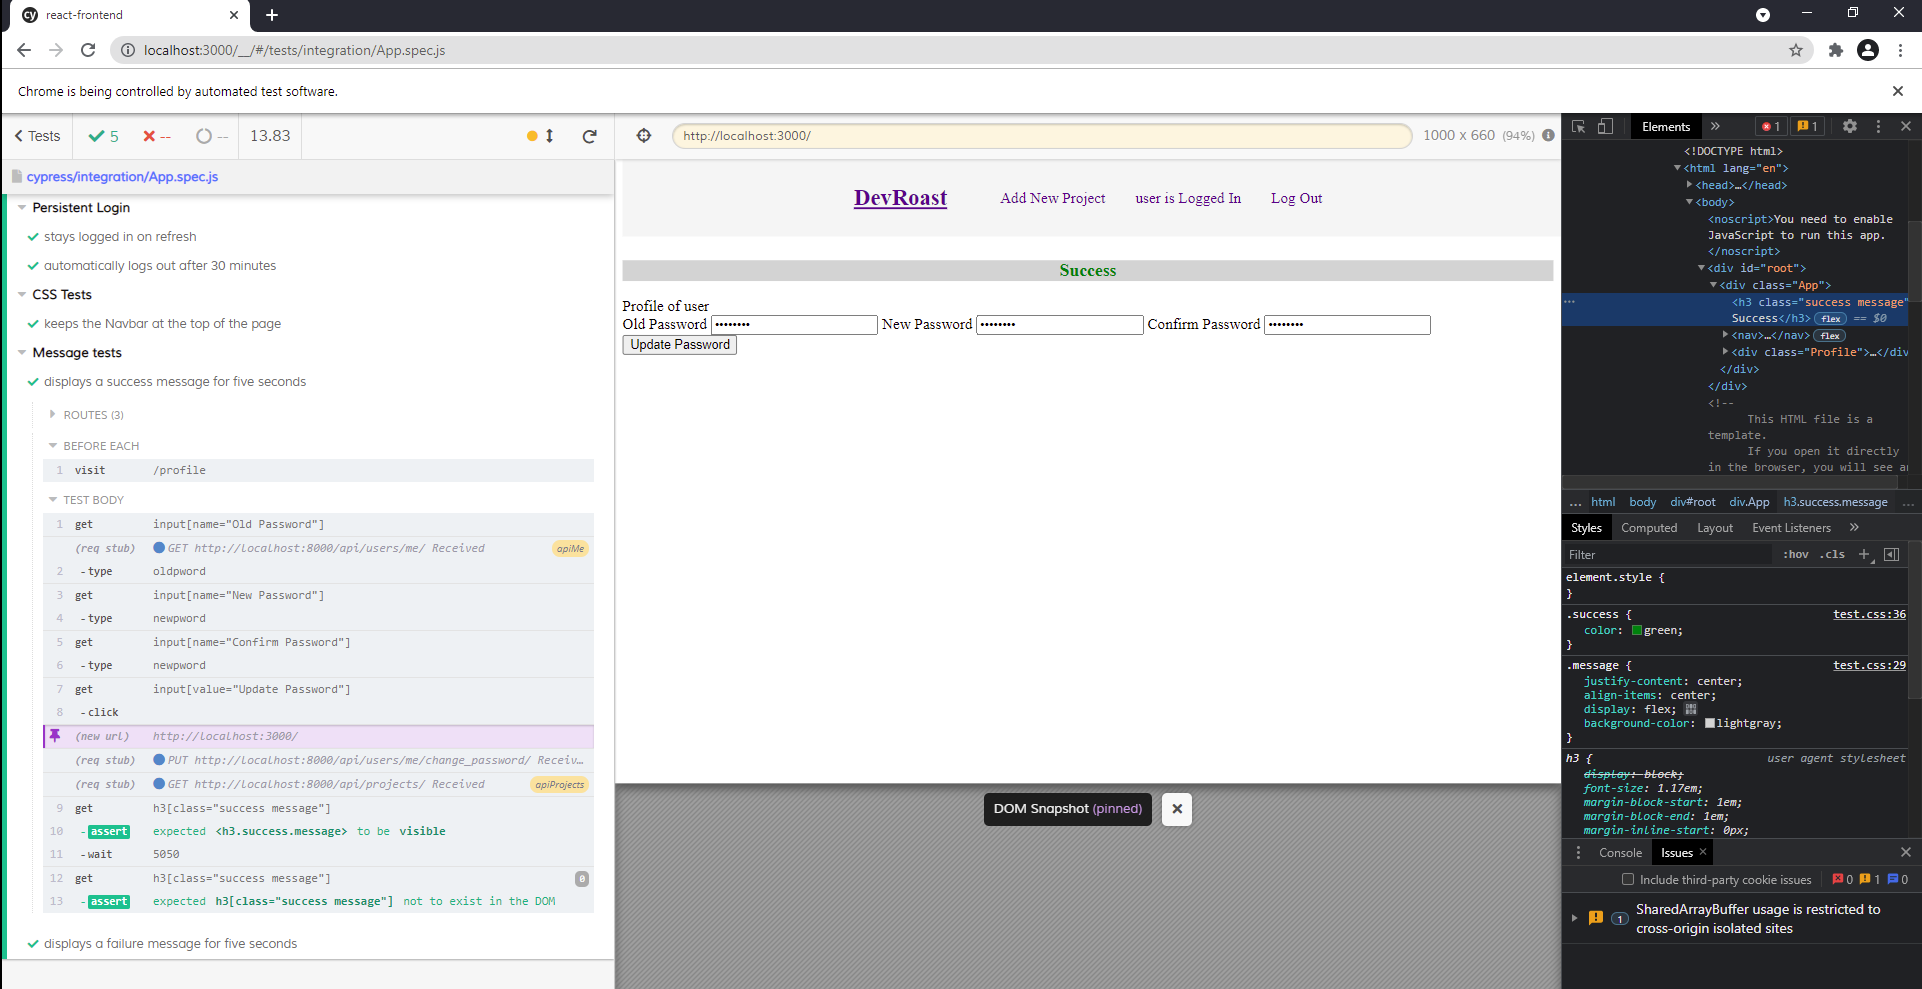 react-frontend
localhost:3000/__/#/tests/integration/App.spec.js
Chrome is being controlled by automated test software.
Tests 5 -- -- 13.83
http://localhost:3000/ 1000 x 660 (94%)
cypress/integration/App.spec.js
Persistent Login
stays logged in on refresh
automatically logs out after 30 minutes
CSS Tests
keeps the Navbar at the top of the page
Message tests
displays a success message for five seconds
ROUTES (3)
BEFORE EACH
1 visit /profile
TEST BODY
1 get input[name="Old Password"]
(req stub) GET http://localhost:8000/api/users/me/ Received apiMe
2 -type oldpword
3 get input[name="New Password"]
4 -type newpword
5 get input[name="Confirm Password"]
6 -type newpword
7 get input[value="Update Password"]
8 -click
(new url) http://localhost:3000/
(req stub) PUT http://localhost:8000/api/users/me/change_password/ Receiv…
(req stub) GET http://localhost:8000/api/projects/ Received apiProjects
9 get h3[class="success message"]
10 -assert expected <h3.success.message> to be visible
11 -wait 5050
12 get h3[class="success message"] 0
13 -assert expected h3[class="success message"] not to exist in the DOM
displays a failure message for five seconds
DevRoast Add New Project user is Logged In Log Out
Success
Profile of user
Old Password •••••••• New Password •••••••• Confirm Password ••••••••
Update Password
DOM Snapshot (pinned)
Elements » 1 1
<!DOCTYPE html>
<html lang="en">
<head>…</head>
<body>
<noscript>You need to enable
JavaScript to run this app.
</noscript>
<div id="root">
<div class="App">
<h3 class="success message"
Success</h3> flex == $0
<nav>…</nav> flex
<div class="Profile">…</div
</div>
</div>
<!--
This HTML file is a
template.
If you open it directly
in the browser, you will see a
… html body div#root div.App h3.success.message …
Styles Computed Layout Event Listeners »
Filter :hov .cls +
element.style {
}
.success { test.css:36
color: green;
}
.message { test.css:29
justify-content: center;
align-items: center;
display: flex;
background-color: lightgray;
}
h3 { user agent stylesheet
display: block;
font-size: 1.17em;
margin-block-start: 1em;
margin-block-end: 1em;
margin-inline-start: 0px;
Console Issues
Include third-party cookie issues 0 1 0
1 SharedArrayBuffer usage is restricted to
cross-origin isolated sites